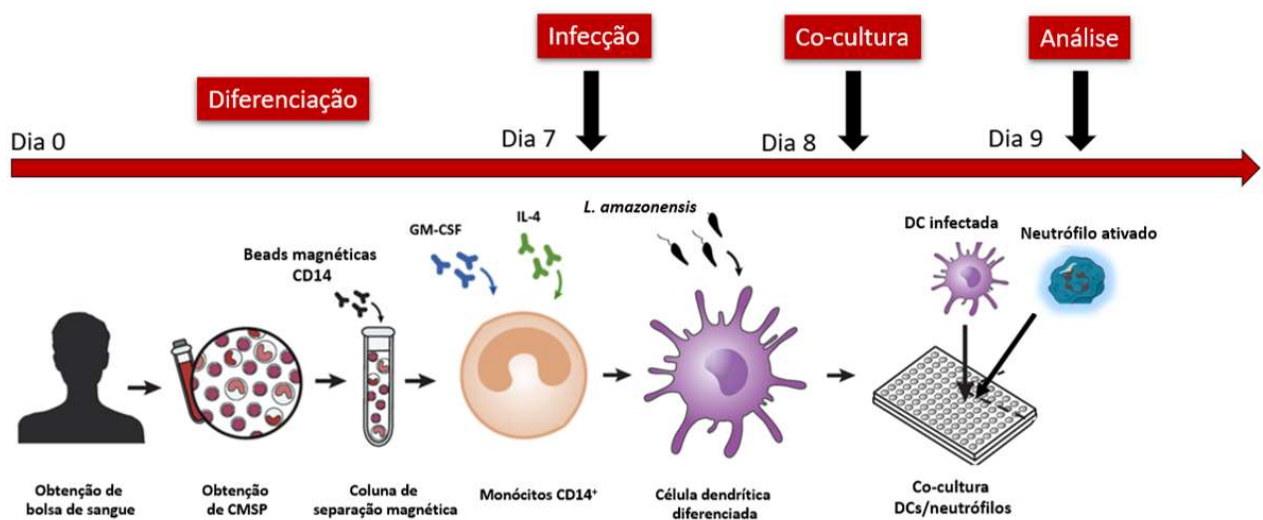 Infecção
Co-cultura
Análise
Diferenciação
Dia 0
Dia 7
Dia 8
Dia 9
L. amazonensis
GM-CSF
IL-4
DC infectada
Neutrófilo ativado
Beads magnéticas
CD14
Obtenção de
bolsa de sangue
Obtenção
de CMSP
Coluna de
separação magnética
Monócitos CD14⁺
Célula dendrítica
diferenciada
Co-cultura
DCs/neutrófilos